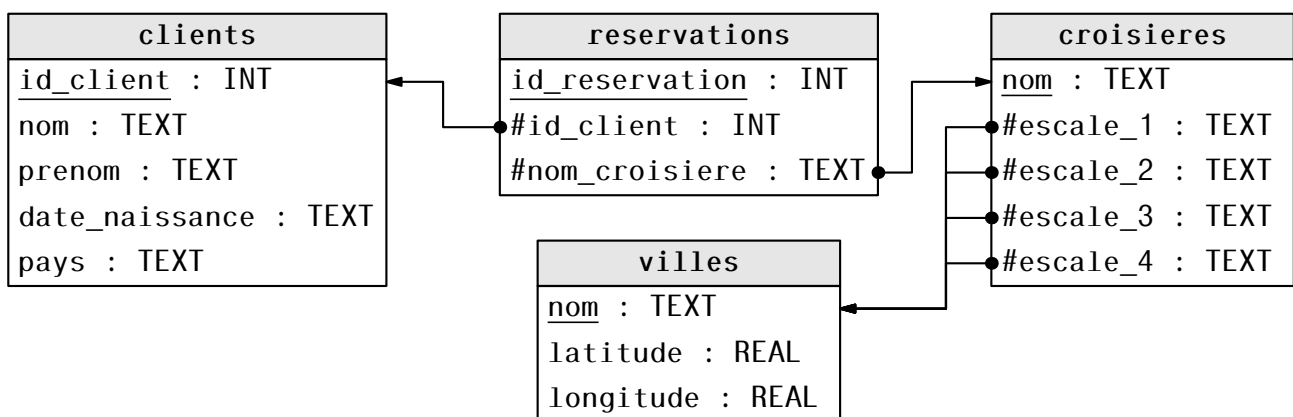 clients
id_client : INT
nom : TEXT
prenom : TEXT
date_naissance : TEXT
pays : TEXT
reservations
id_reservation : INT
#id_client : INT
#nom_croisiere : TEXT
croisieres
nom : TEXT
#escale_1 : TEXT
#escale_2 : TEXT
#escale_3 : TEXT
#escale_4 : TEXT
villes
nom : TEXT
latitude : REAL
longitude : REAL